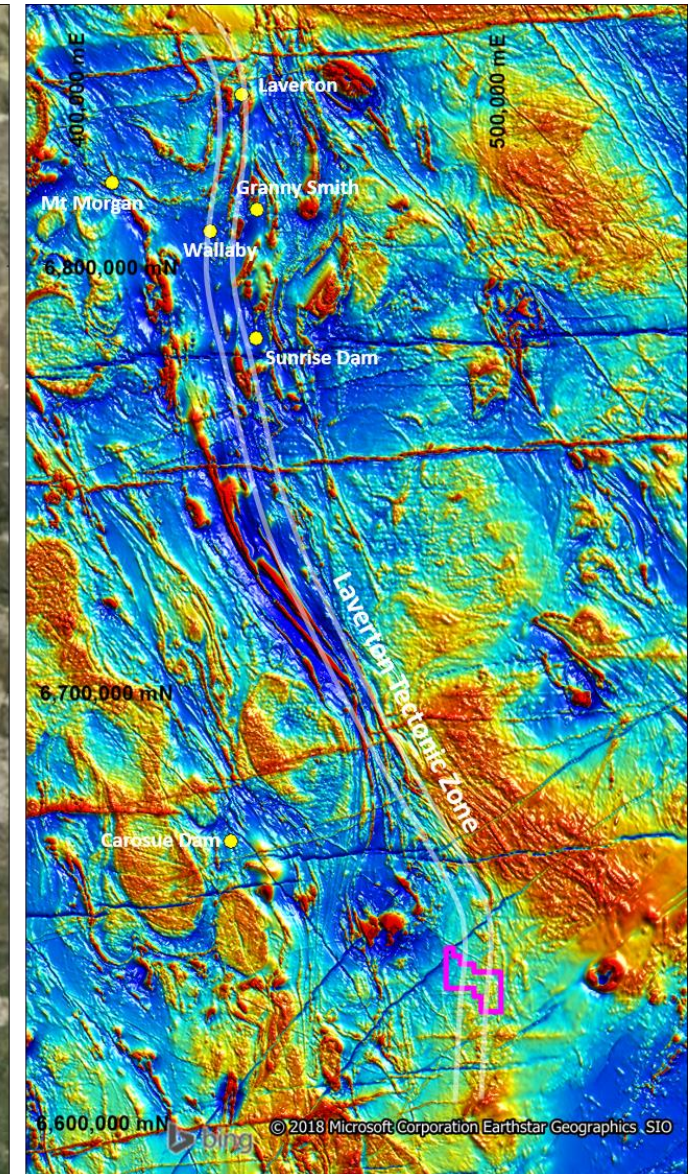 400,000 mE
500,000 mE
Laverton
Mt Morgan
Granny Smith
Wallaby
6,800,000 mN
Sunrise Dam
Laverton Tectonic Zone
6,700,000 mN
Carosue Dam
6,600,000 mN
bing
© 2018 Microsoft Corporation Earthstar Geographics SIO